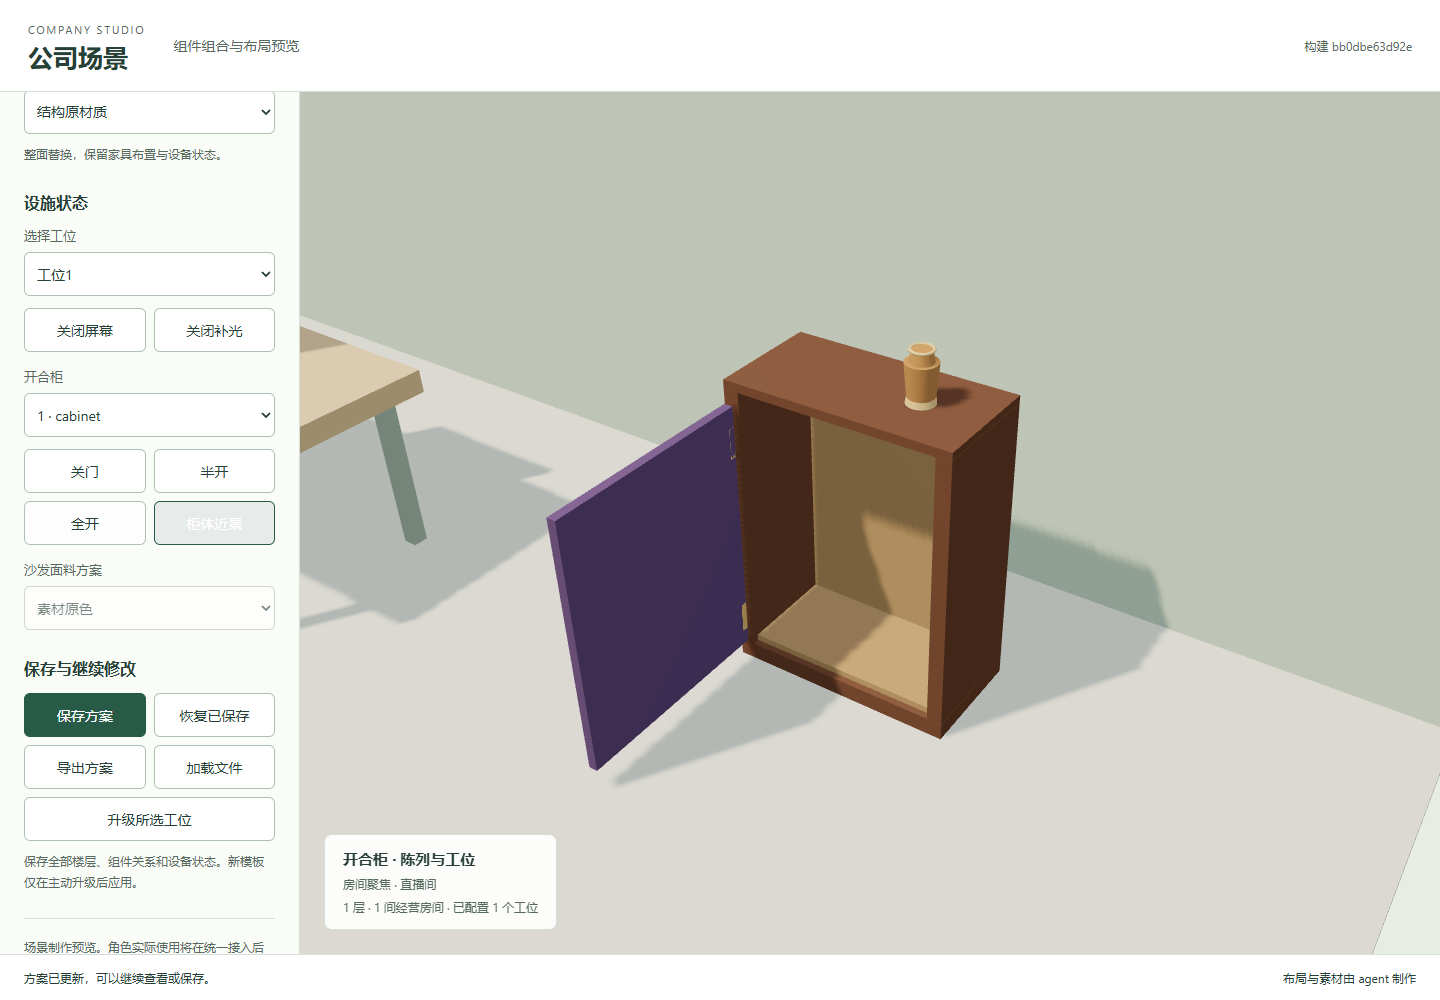 COMPANY STUDIO
公司场景
组件组合与布局预览
构建 bb0dbe63d92e
结构原材质
整面替换，保留家具布置与设备状态。
设施状态
选择工位
工位1
关闭屏幕
关闭补光
开合柜
1 · cabinet
关门
半开
全开
柜体近景
沙发面料方案
素材原色
保存与继续修改
保存方案
恢复已保存
导出方案
加载文件
升级所选工位
保存全部楼层、组件关系和设备状态。新模板
仅在主动升级后应用。
场景制作预览。角色实际使用将在统一接入后
开合柜 · 陈列与工位
房间聚焦 · 直播间
1 层 · 1 间经营房间 · 已配置 1 个工位
方案已更新，可以继续查看或保存。
布局与素材由 agent 制作